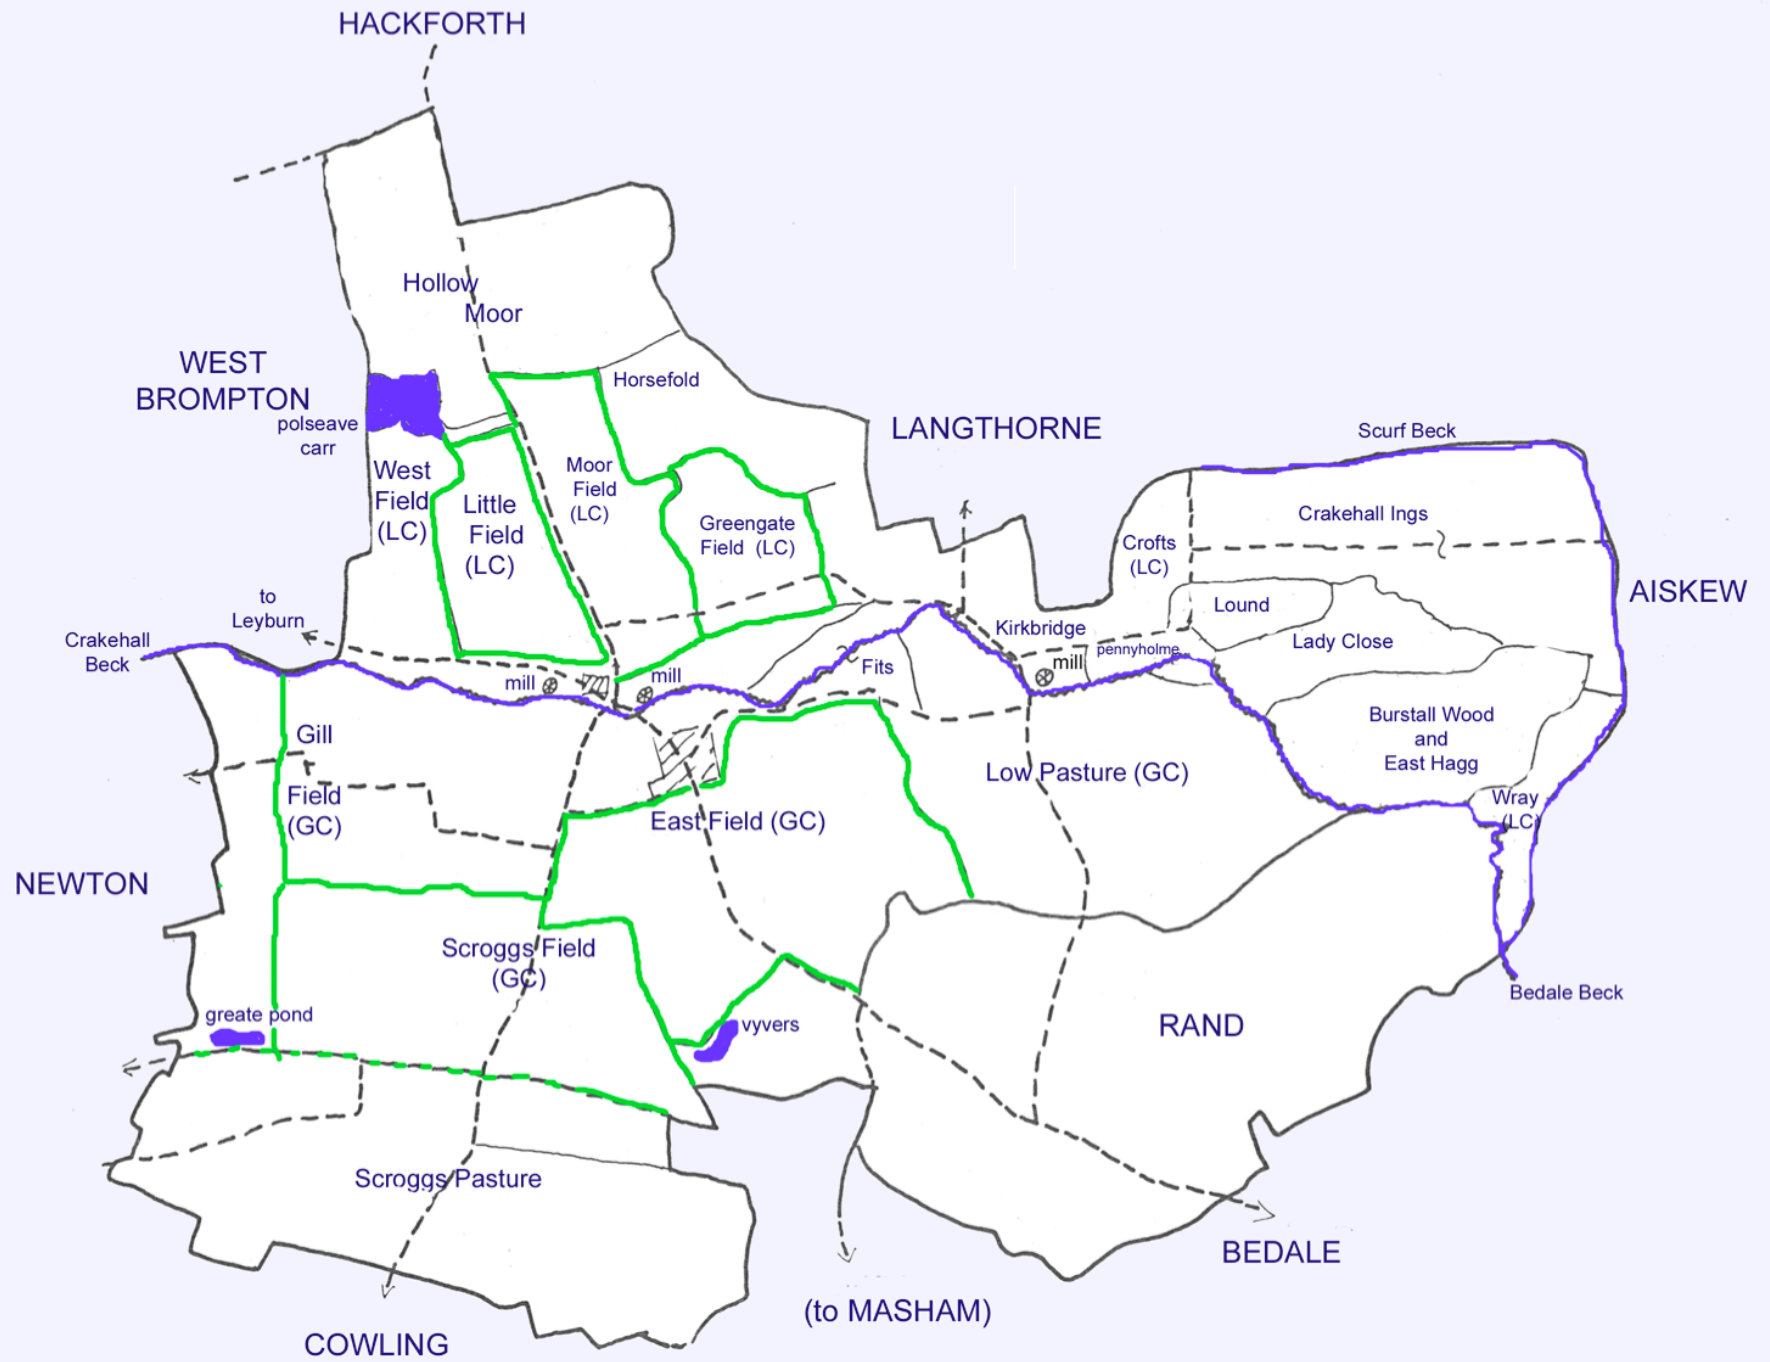 HACKFORTH
Hollow
Moor
WEST
BROMPTON
polseave
carr
Horsefold
LANGTHORNE
Scurf Beck
West
Field
(LC)
Little
Field
(LC)
Moor
Field
(LC)
Greengate
Field (LC)
Crakehall Ings
Crofts
(LC)
AISKEW
to
Leyburn
Lound
Kirkbridge
Lady Close
Crakehall
Beck
pennyholme
mill
mill
mill
Fits
Burstall Wood
and
East Hagg
Gill
Field
(GC)
Low Pasture (GC)
Wray
(LC)
East Field (GC)
NEWTON
Scroggs Field
(GC)
greate pond
vyvers
Bedale Beck
RAND
Scroggs Pasture
BEDALE
(to MASHAM)
COWLING